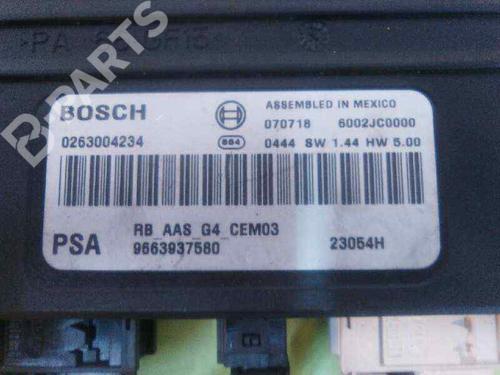 B-PARTS
BOSCH
ASSEMBLED IN MEXICO
070718 6002JC0000
0263004234 664 0444 SW 1.44 HW 5.00
RB_AAS_G4_CEM03
PSA 9663937580 23054H